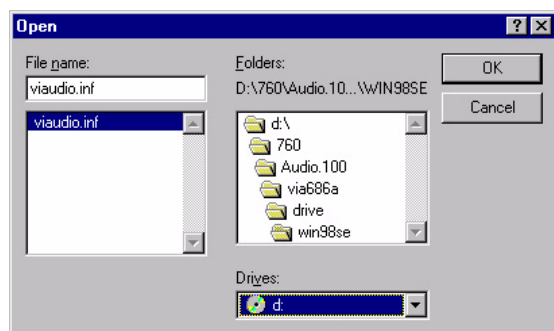 Open
File name:
viaudio.inf
viaudio.inf
Folders:
D:\760\Audio.10...\WIN98SE
d:\
760
Audio.100
via686a
drive
win98se
Drives:
d:
OK
Cancel